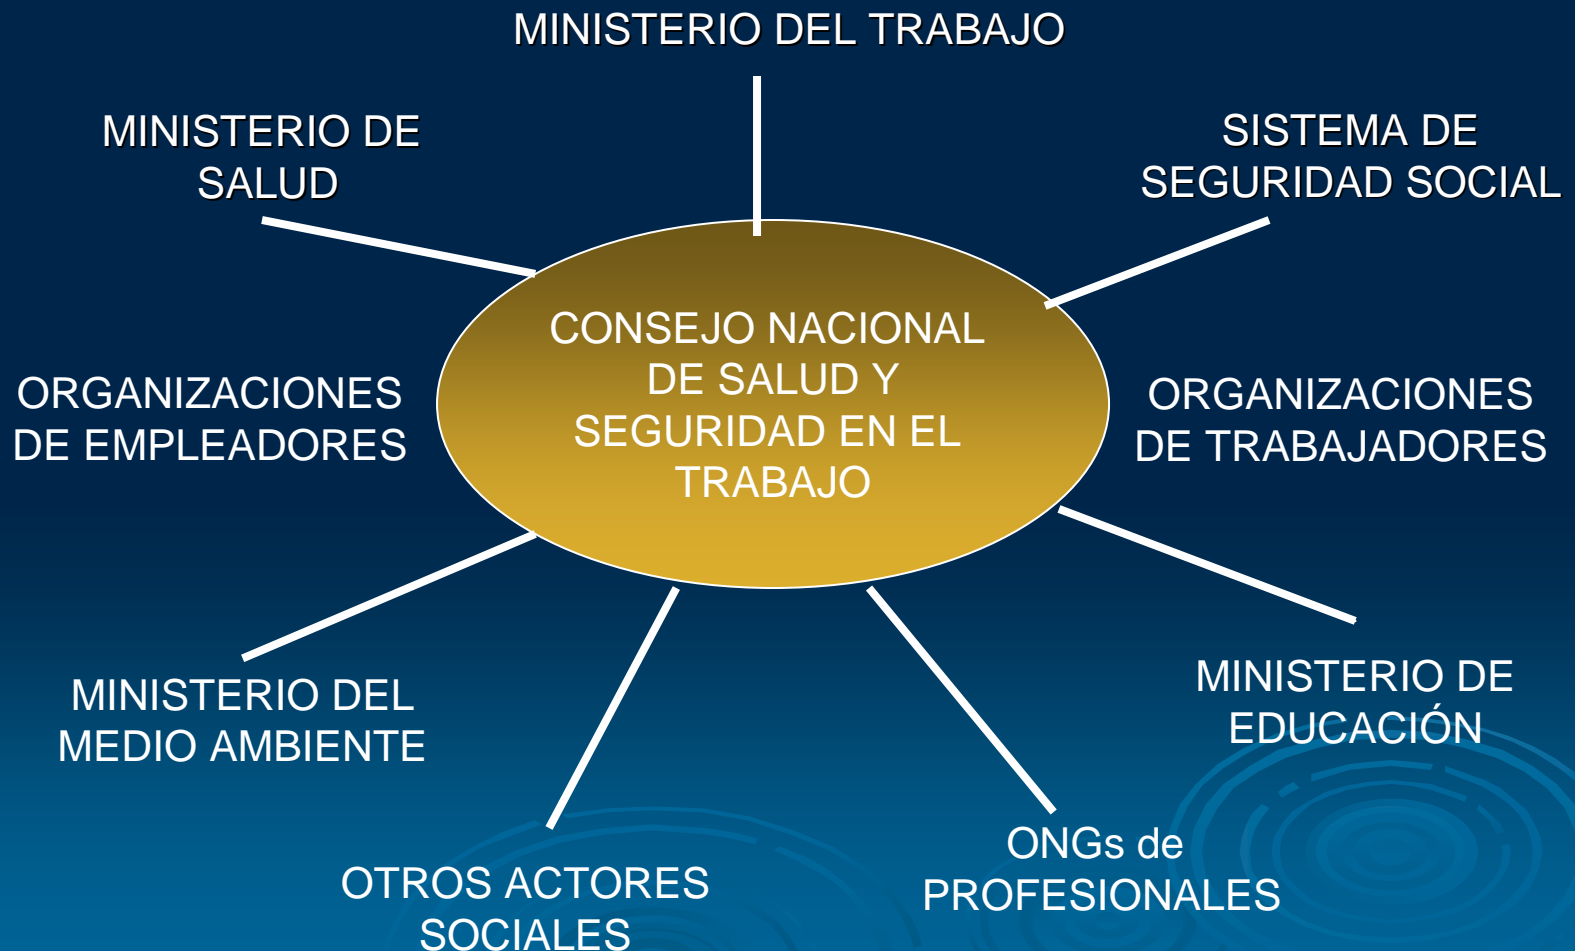 MINISTERIO DEL TRABAJO
MINISTERIO DE
SALUD
SISTEMA DE
SEGURIDAD SOCIAL
CONSEJO NACIONAL
DE SALUD Y
SEGURIDAD EN EL
TRABAJO
ORGANIZACIONES
DE EMPLEADORES
ORGANIZACIONES
DE TRABAJADORES
MINISTERIO DEL
MEDIO AMBIENTE
MINISTERIO DE
EDUCACIÓN
OTROS ACTORES
SOCIALES
ONGs de
PROFESIONALES